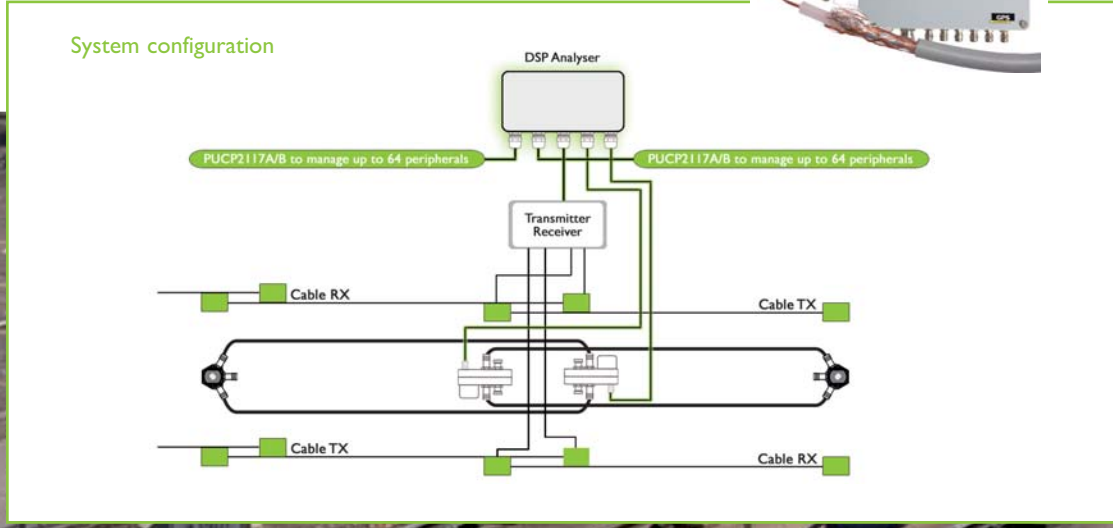 GPS
System configuration
DSP Analyser
PUCP2117A/B to manage up to 64 peripherals
PUCP2117A/B to manage up to 64 peripherals
Transmitter
Receiver
Cable RX
Cable TX
Cable TX
Cable RX